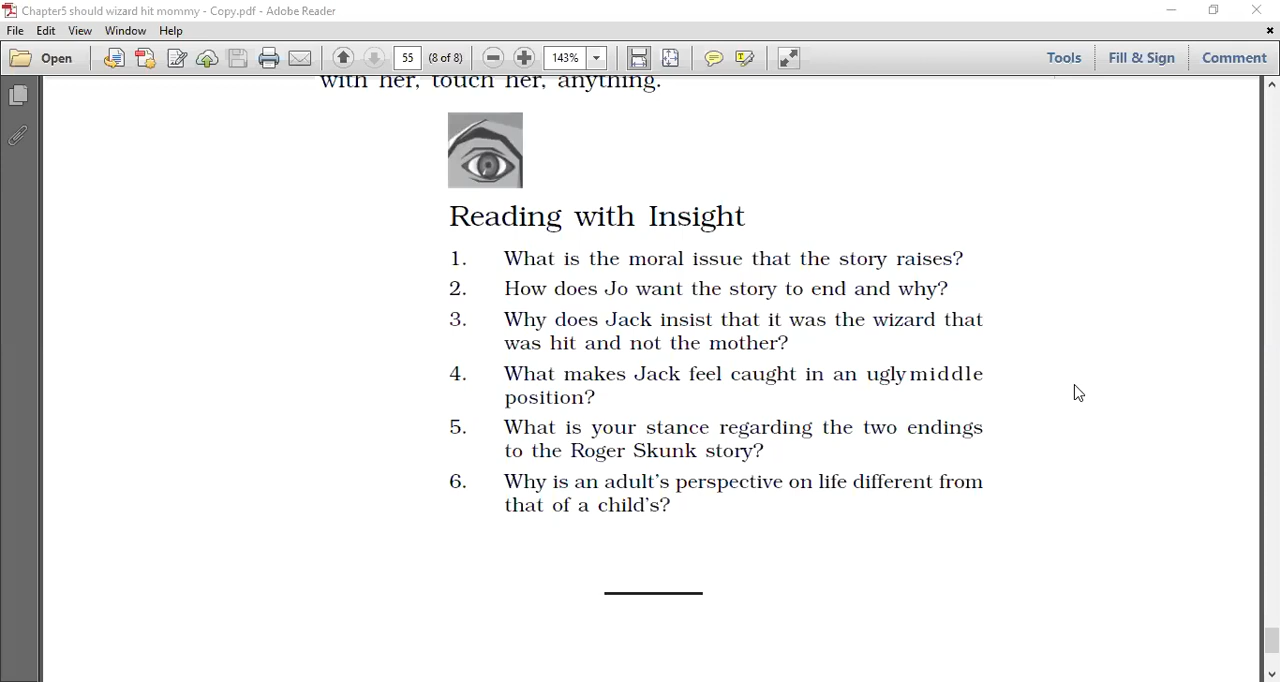 Chapter5 should wizard hit mommy - Copy.pdf - Adobe Reader
File Edit View Window Help
Open 55 (8 of 8) 143% Tools Fill & Sign Comment
with her, touch her, anything.
Reading with Insight
1. What is the moral issue that the story raises?
2. How does Jo want the story to end and why?
3. Why does Jack insist that it was the wizard that
was hit and not the mother?
4. What makes Jack feel caught in an ugly middle
position?
5. What is your stance regarding the two endings
to the Roger Skunk story?
6. Why is an adult's perspective on life different from
that of a child's?